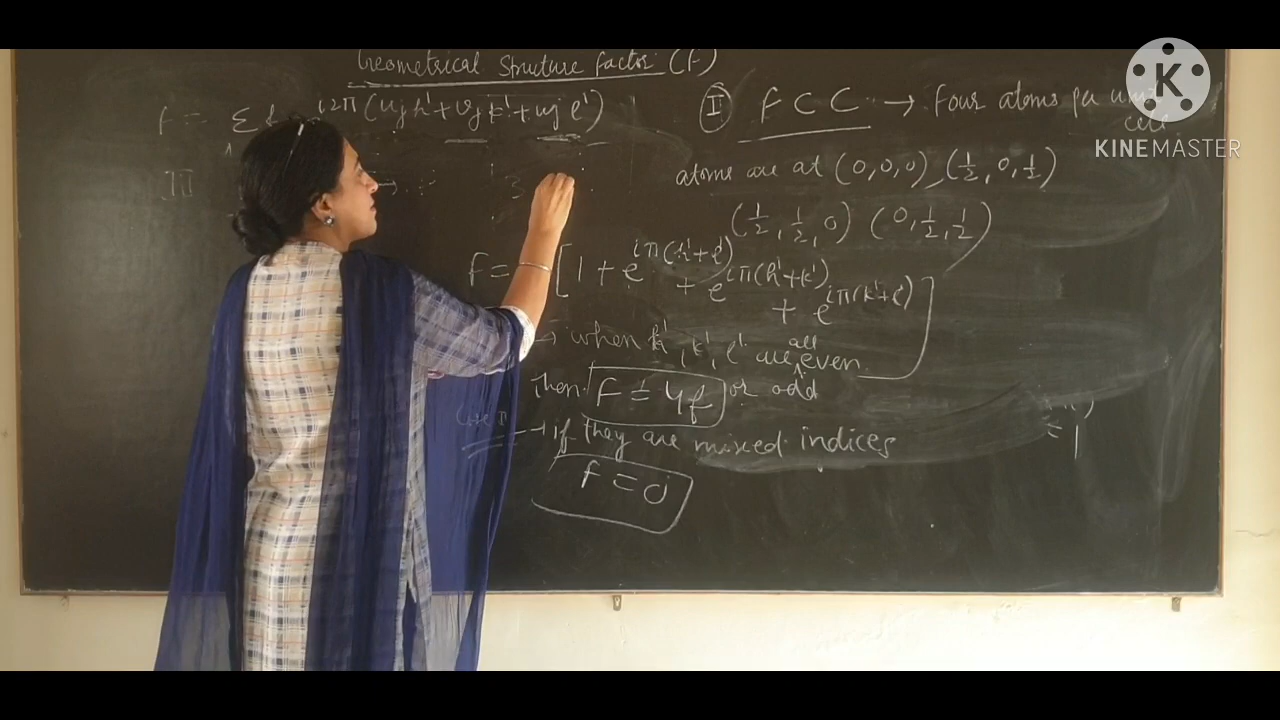 Geometrical Structure factor (F)
F = Σ i2π(ujh'+vjk'+wjl')
II
3
I FCC → Four atoms per unit
cell
atoms are at (0,0,0), (1/2,0,1/2)
(1/2,1/2,0) (0,1/2,1/2)
F = [1 + e^iπ(h'+l')
+ e^iπ(h'+k')
+ e^iπ(k'+l')]
→ when h', k', l' are all even
then F = 4f or odd
→ If they are mixed indices
F = 0
= 1
K
KINEMASTER